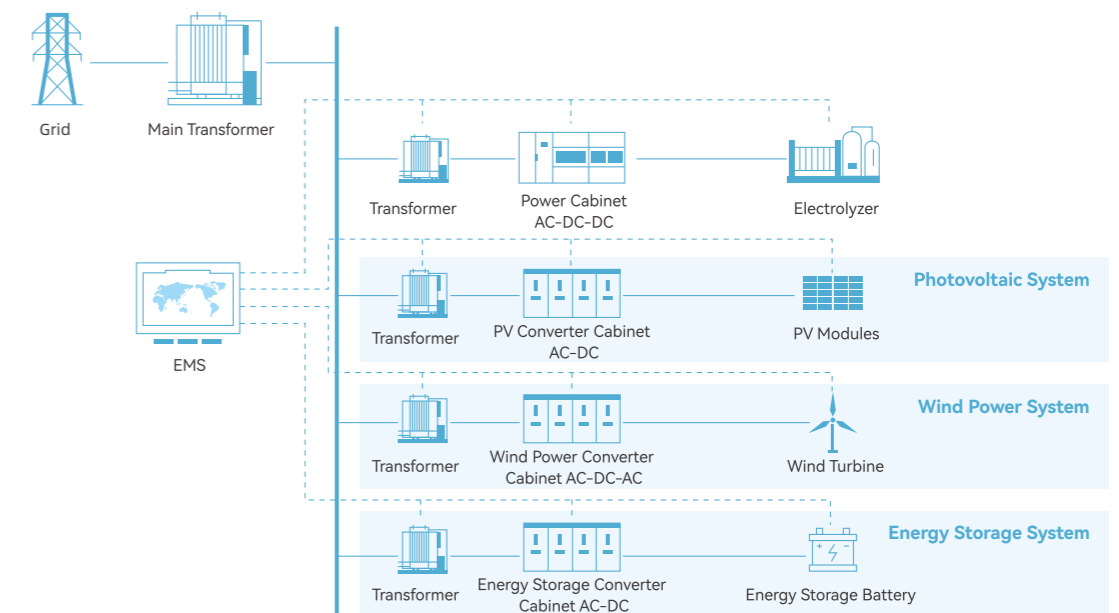 Grid
Main Transformer
Transformer
Power Cabinet
AC-DC-DC
Electrolyzer
Photovoltaic System
Transformer
PV Converter Cabinet
AC-DC
PV Modules
EMS
Wind Power System
Transformer
Wind Power Converter
Cabinet AC-DC-AC
Wind Turbine
Energy Storage System
Transformer
Energy Storage Converter
Cabinet AC-DC
Energy Storage Battery